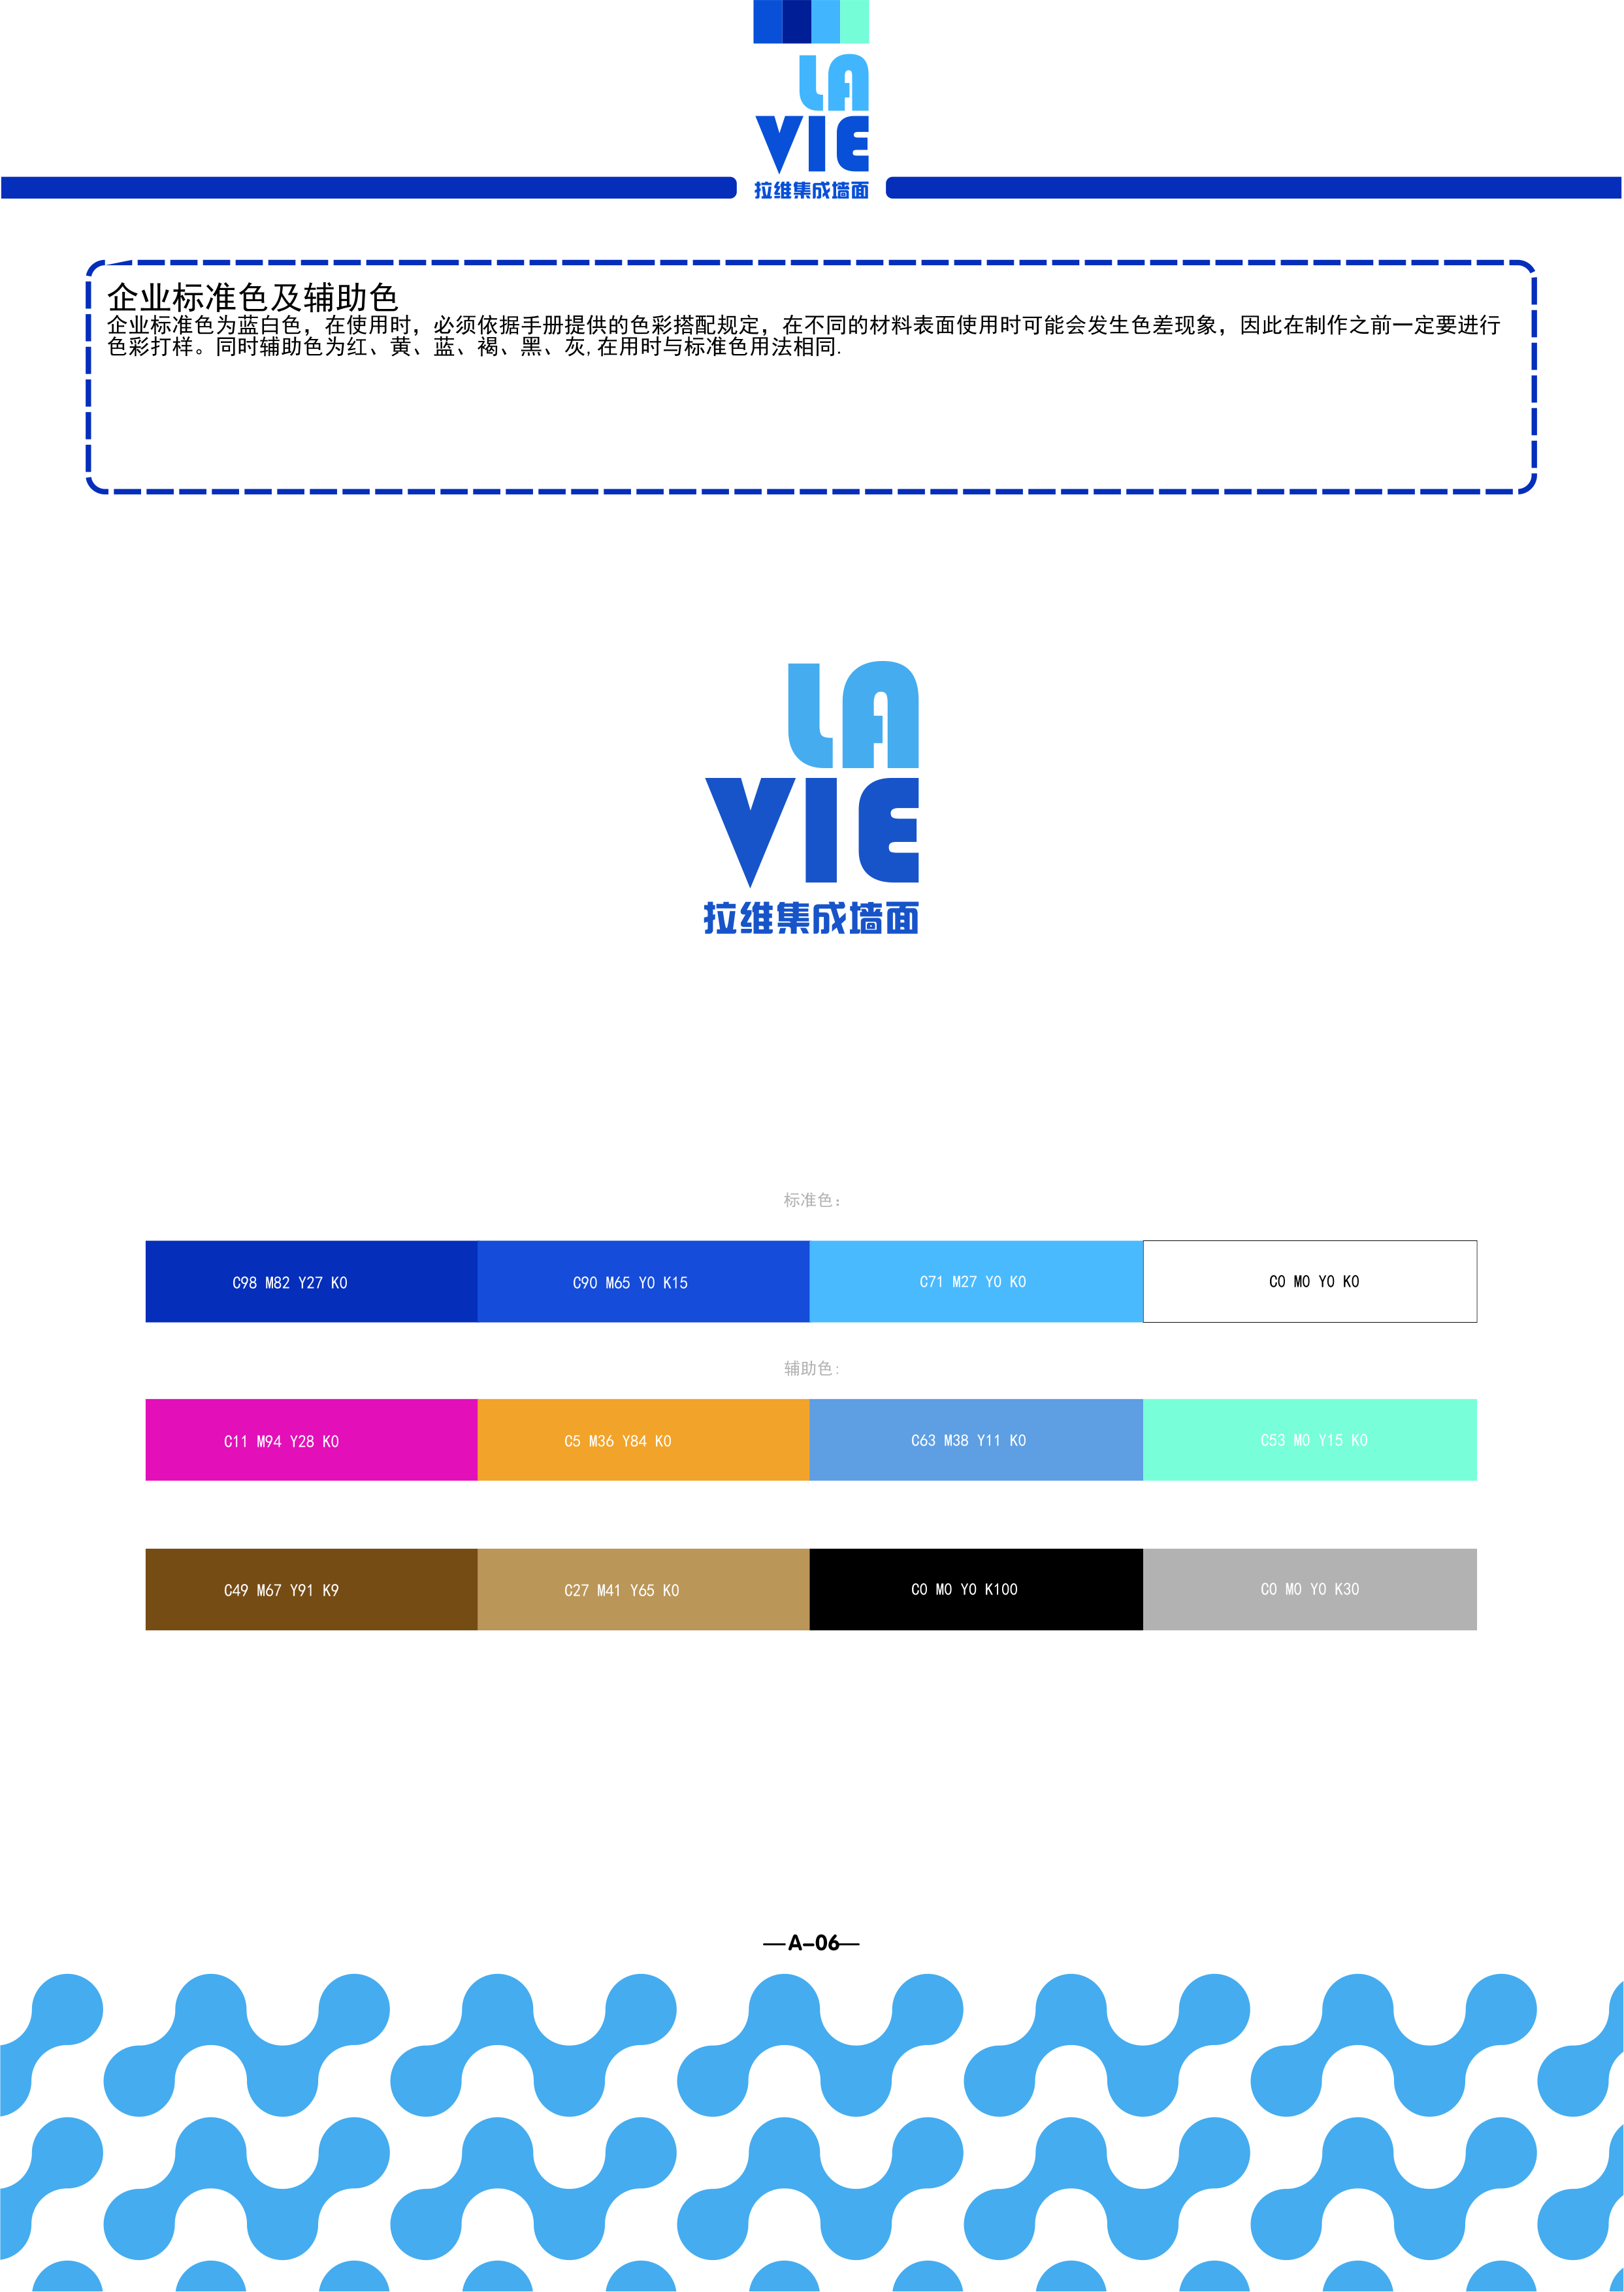 LA
VIE
拉维集成墙面
企业标准色及辅助色
企业标准色为蓝白色，在使用时，必须依据手册提供的色彩搭配规定，在不同的材料表面使用时可能会发生色差现象，因此在制作之前一定要进行
色彩打样。同时辅助色为红、黄、蓝、褐、黑、灰,在用时与标准色用法相同.
LA
VIE
拉维集成墙面
标准色：
C98 M82 Y27 K0 C90 M65 Y0 K15 C71 M27 Y0 K0 C0 M0 Y0 K0
辅助色:
C11 M94 Y28 K0 C5 M36 Y84 K0 C63 M38 Y11 K0 C53 M0 Y15 K0
C49 M67 Y91 K9 C27 M41 Y65 K0 C0 M0 Y0 K100 C0 M0 Y0 K30
—A-06—